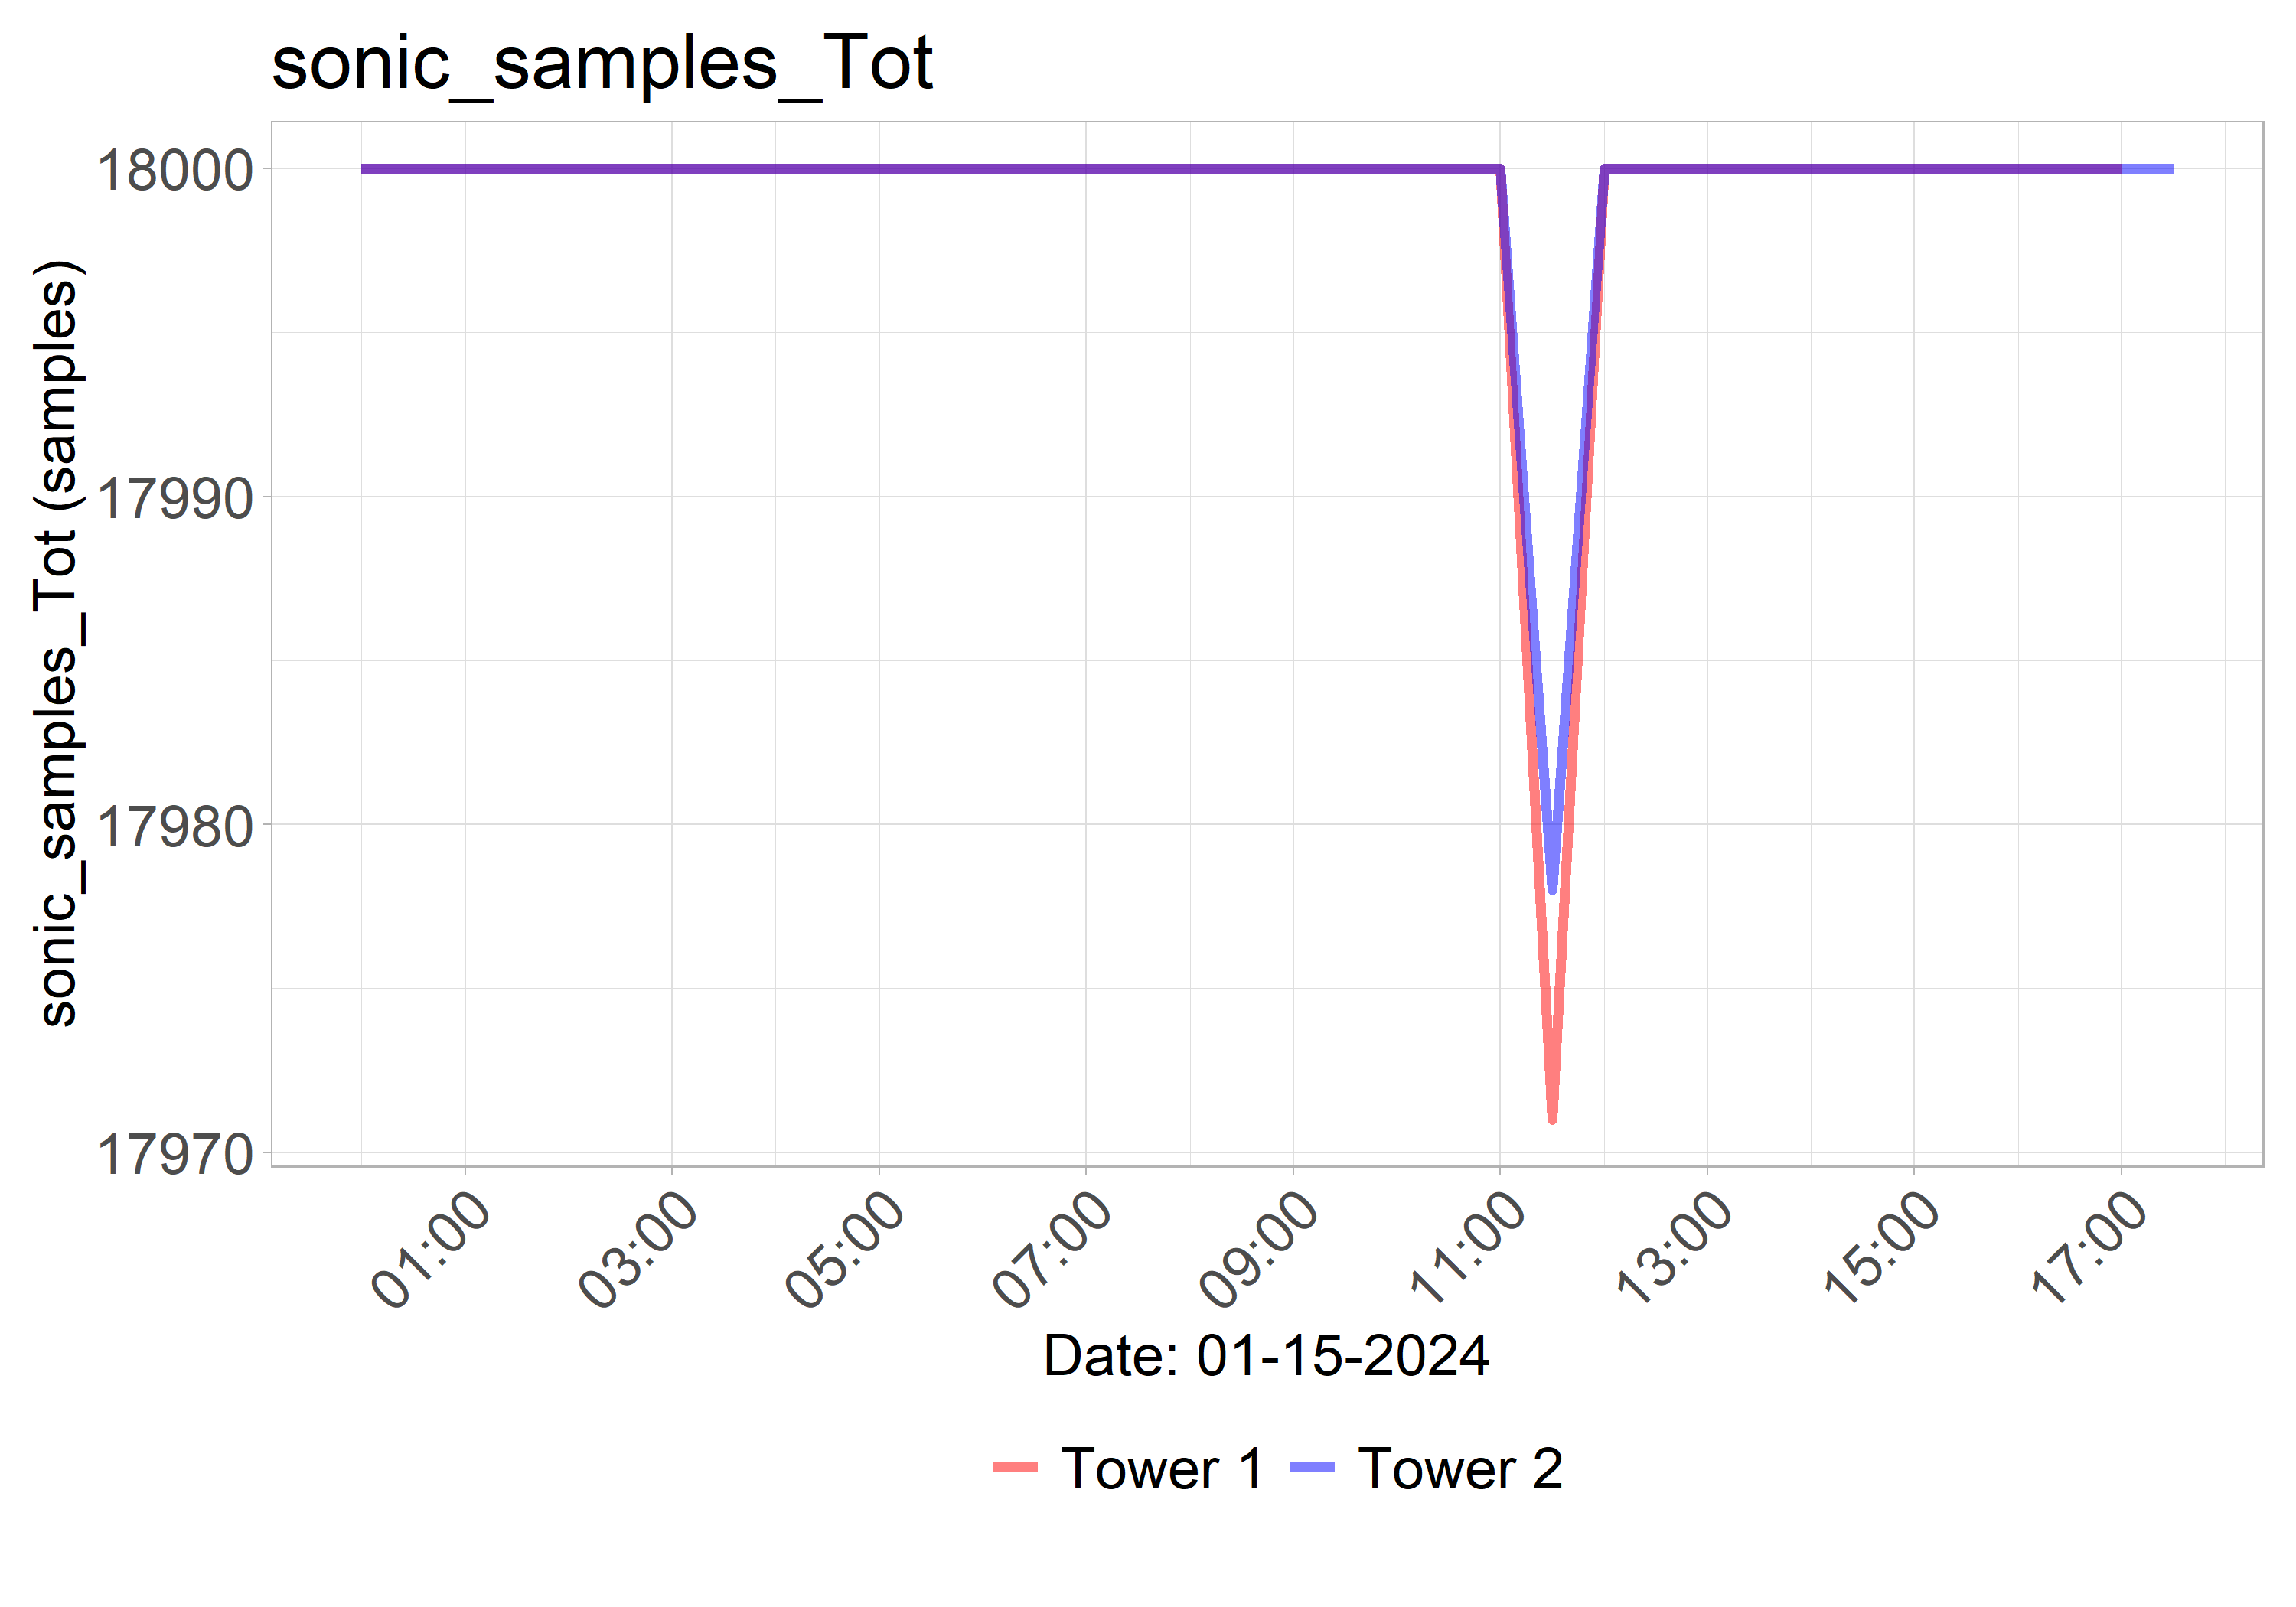 sonic_samples_Tot
sonic_samples_Tot (samples)
18000
17990
17980
17970
01:00 03:00 05:00 07:00 09:00 11:00 13:00 15:00 17:00
Date: 01-15-2024
Tower 1 Tower 2